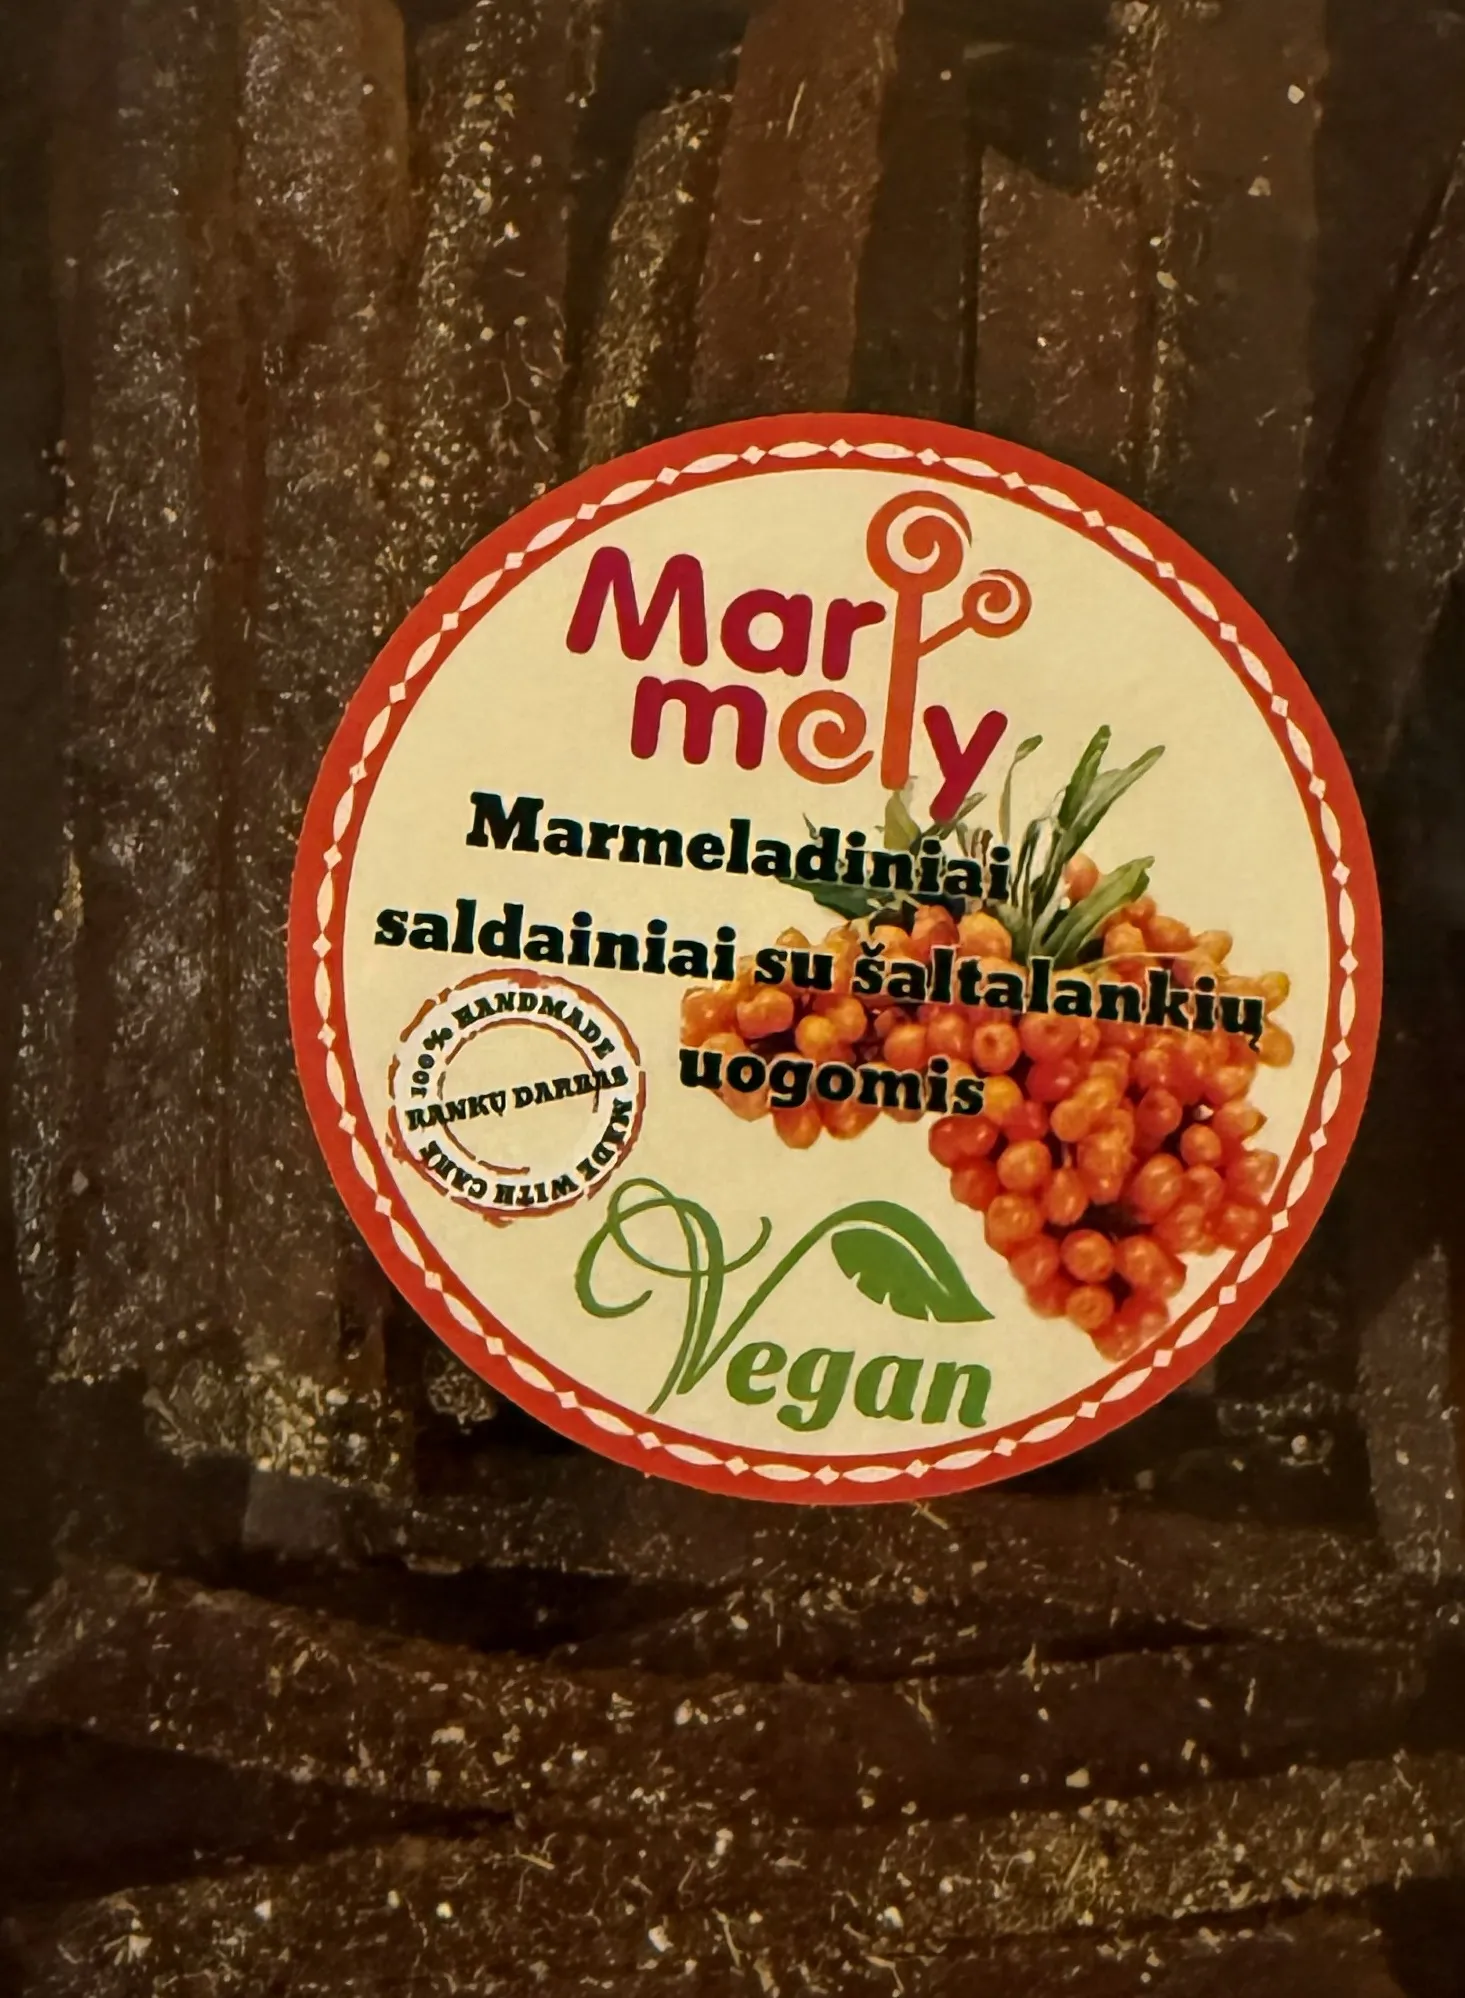 Mar
mely
Marmeladiniai
saldainiai su šaltalankių
uogomis
100% HANDMADE
RANKŲ DARBAS
MADE WITH CARE
Vegan